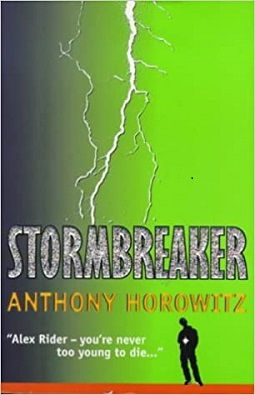 STORMBREAKER
ANTHONY HOROWITZ
"Alex Rider – you're never
too young to die..."